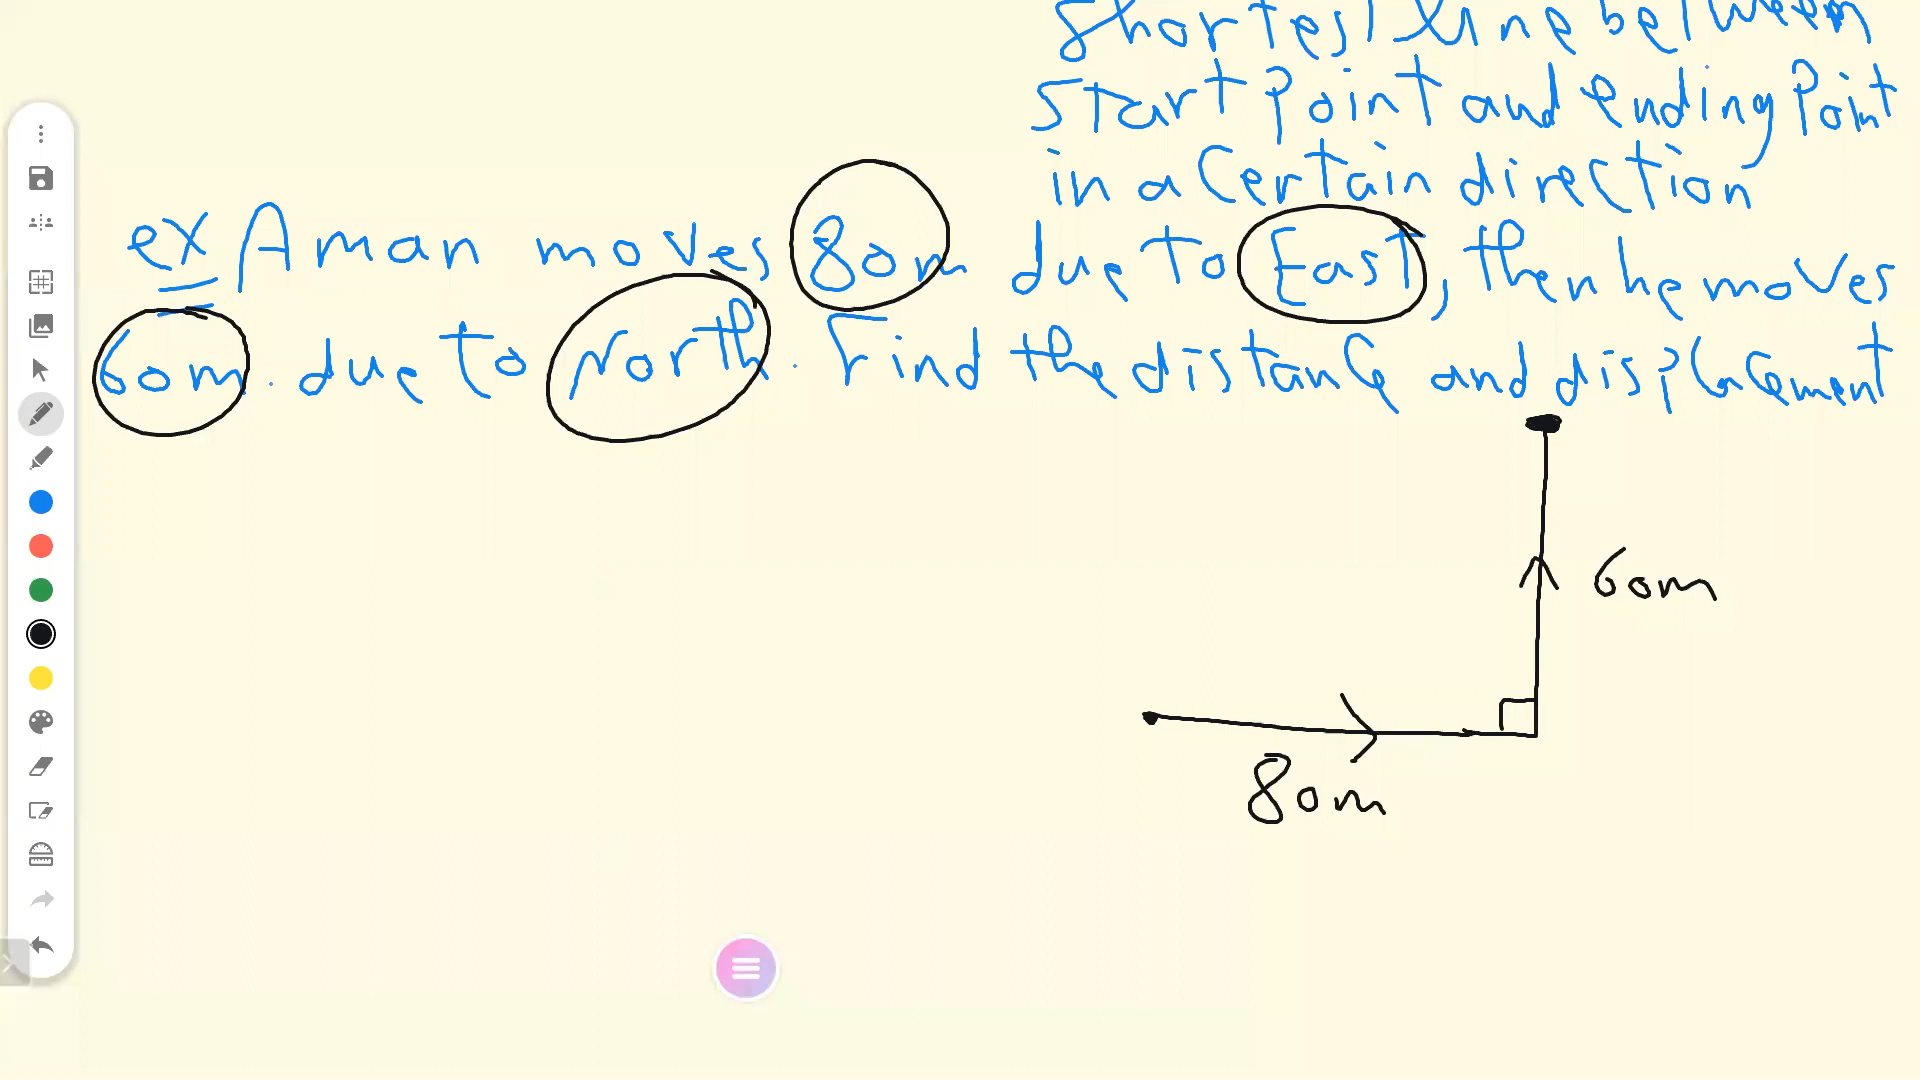 shortest line between
start point and ending point
in a certain direction
ex A man moves 80m due to East, then he moves
60m due to North. Find the distance and displacement
60m
80m